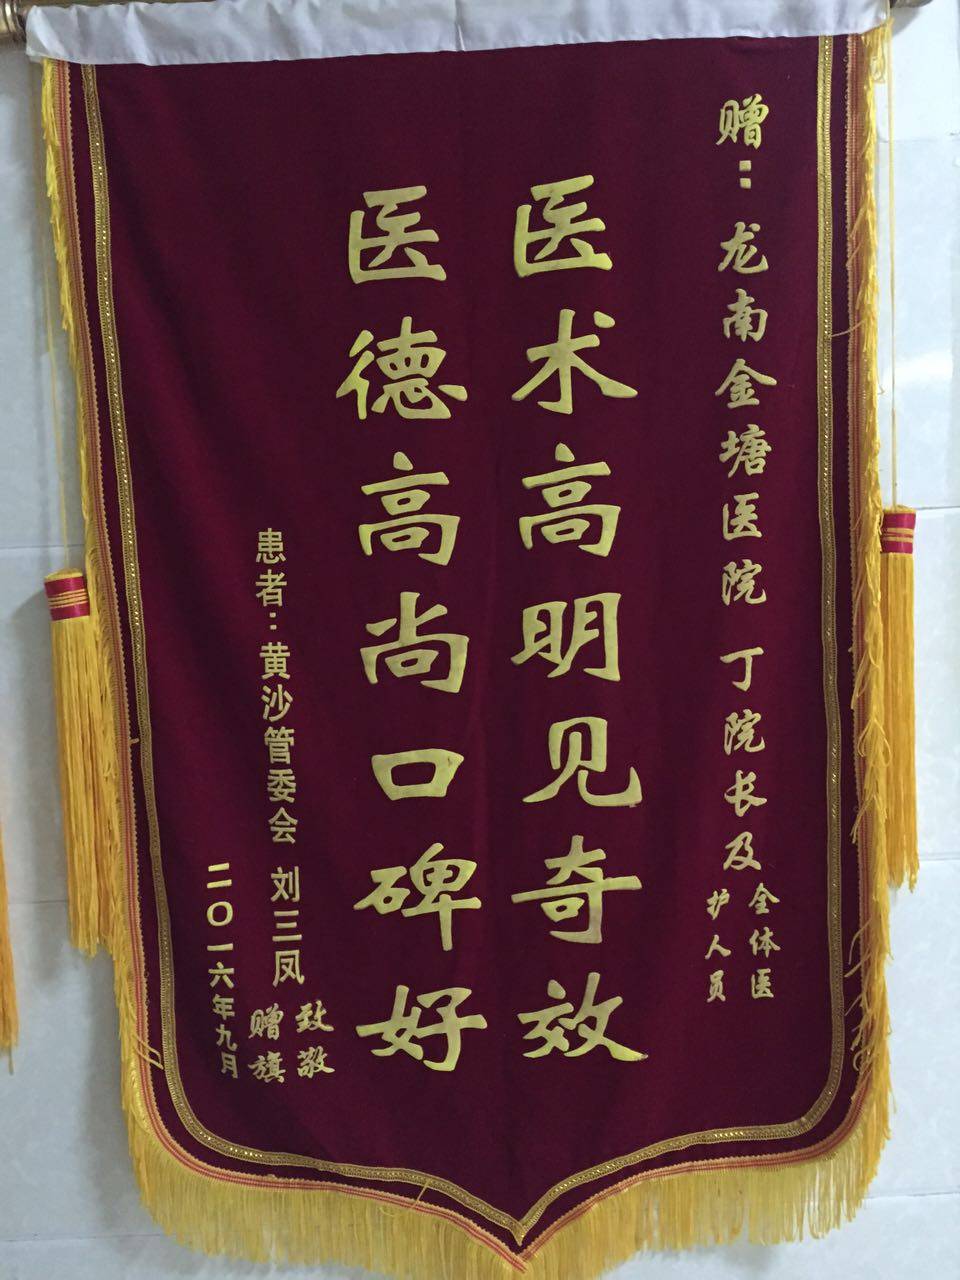 赠：龙南金塘医院 丁院长及全体医护人员
医术高明见奇效
医德高尚口碑好
患者：黄沙管委会 刘三凤 致敬赠旗
二〇一六年九月